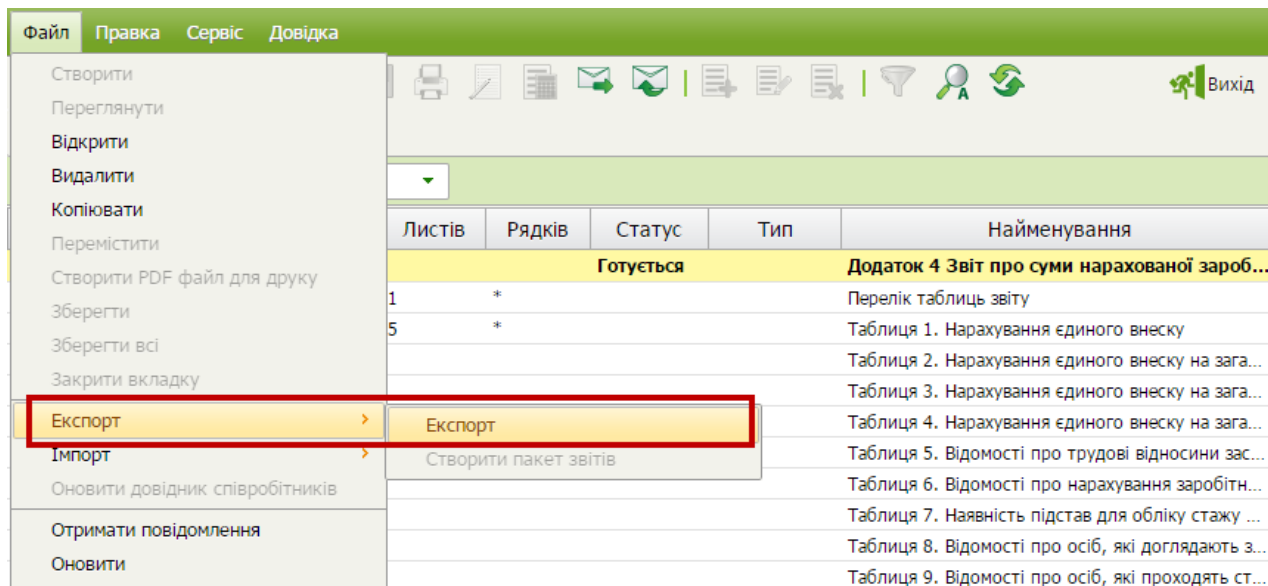 Файл Правка Сервіс Довідка
Створити
Переглянути
Вихід
Відкрити
Видалити
Копіювати
Перемістити
Створити PDF файл для друку
Зберегти
Зберегти всі
Закрити вкладку
Експорт
Експорт
Імпорт
Створити пакет звітів
Оновити довідник співробітників
Отримати повідомлення
Оновити
Листів Рядків Статус Тип Найменування
Готується Додаток 4 Звіт про суми нарахованої зароб...
1 * Перелік таблиць звіту
5 * Таблиця 1. Нарахування єдиного внеску
Таблиця 2. Нарахування єдиного внеску на зага...
Таблиця 3. Нарахування єдиного внеску на зага...
Таблиця 4. Нарахування єдиного внеску на зага...
Таблиця 5. Відомості про трудові відносини зас...
Таблиця 6. Відомості про нарахування заробітн...
Таблиця 7. Наявність підстав для обліку стажу ...
Таблиця 8. Відомості про осіб, які доглядають з...
Таблиця 9. Відомості про осіб, які проходять ст...